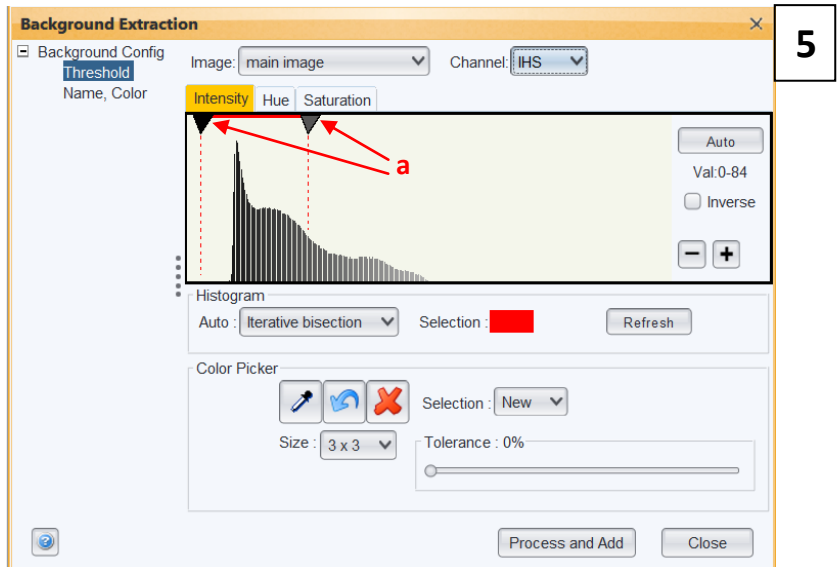 Background Extraction
5
Background Config
Threshold
Name, Color
Image: main image Channel: IHS
Intensity Hue Saturation
a
Auto
Val:0-84
Inverse
Histogram
Auto : Iterative bisection Selection : Refresh
Color Picker
Selection : New
Size : 3 x 3 Tolerance : 0%
Process and Add Close